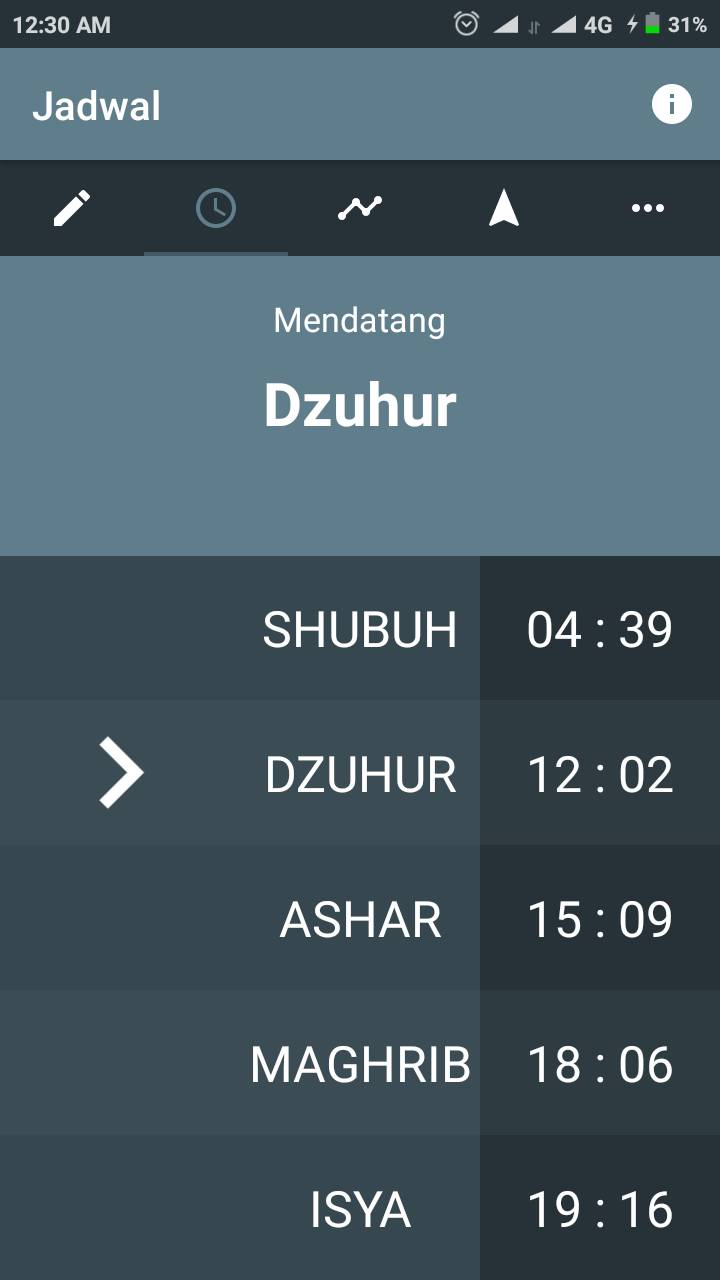 12:30 AM 4G 31%
Jadwal
Mendatang
Dzuhur
SHUBUH 04 : 39
DZUHUR 12 : 02
ASHAR 15 : 09
MAGHRIB 18 : 06
ISYA 19 : 16